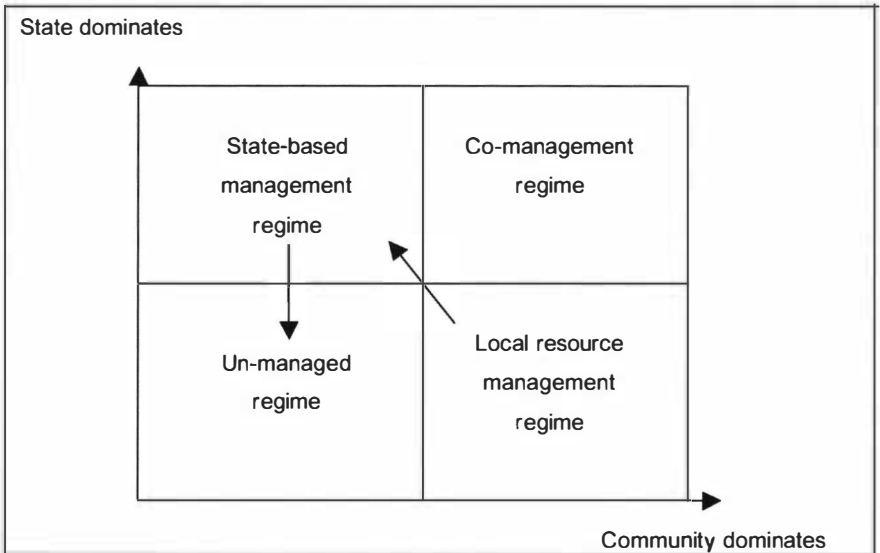 State dominates
State-based
management
regime
Co-management
regime
Un-managed
regime
Local resource
management
regime
Community dominates